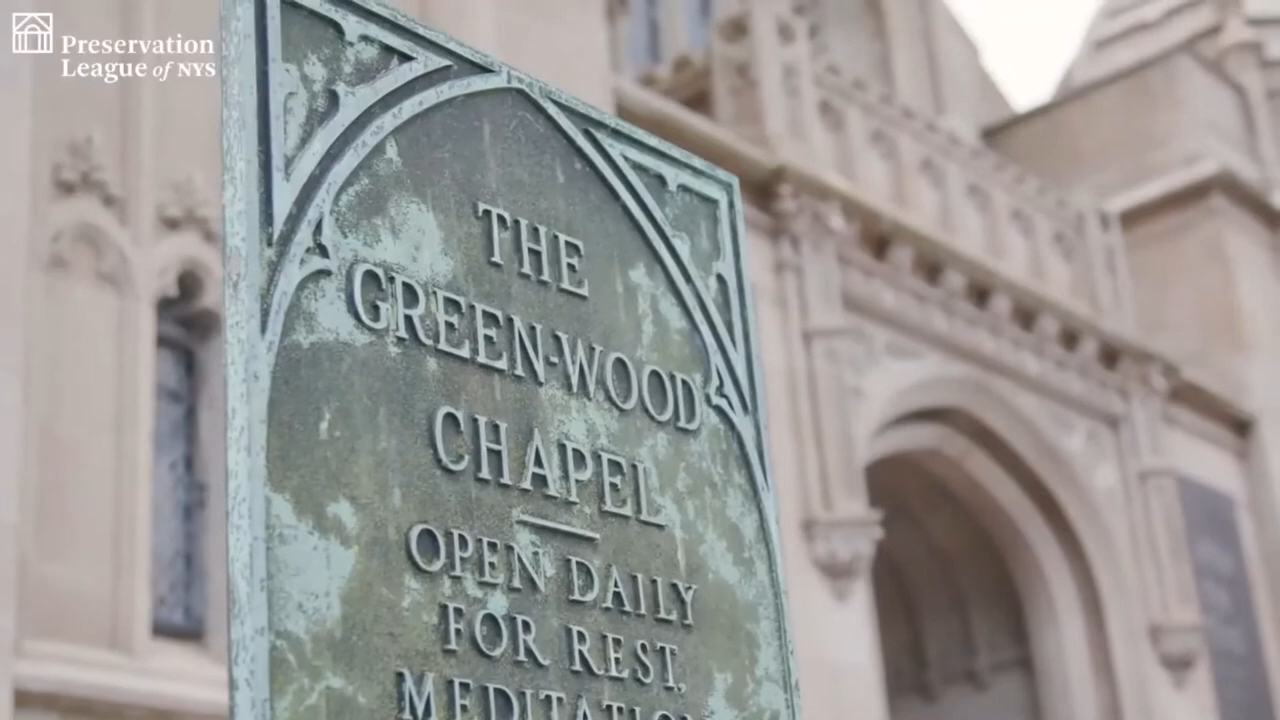 Preservation
League of NYS
THE
GREEN-WOOD
CHAPEL
OPEN DAILY
FOR REST,